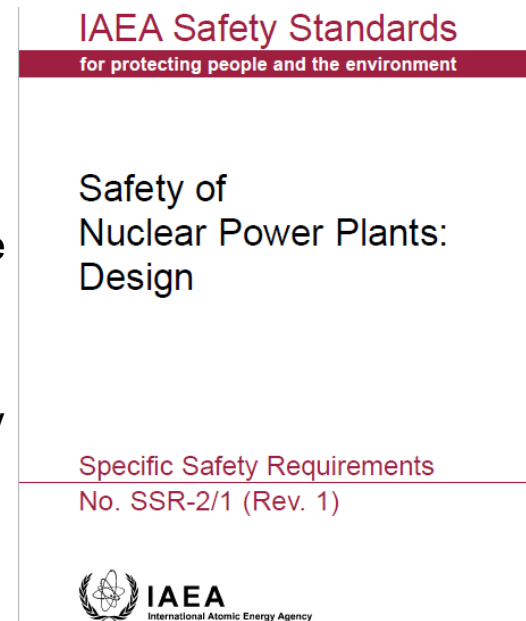 IAEA Safety Standards
for protecting people and the environment
Safety of
Nuclear Power Plants:
Design
Specific Safety Requirements
No. SSR-2/1 (Rev. 1)
IAEA
International Atomic Energy Agency